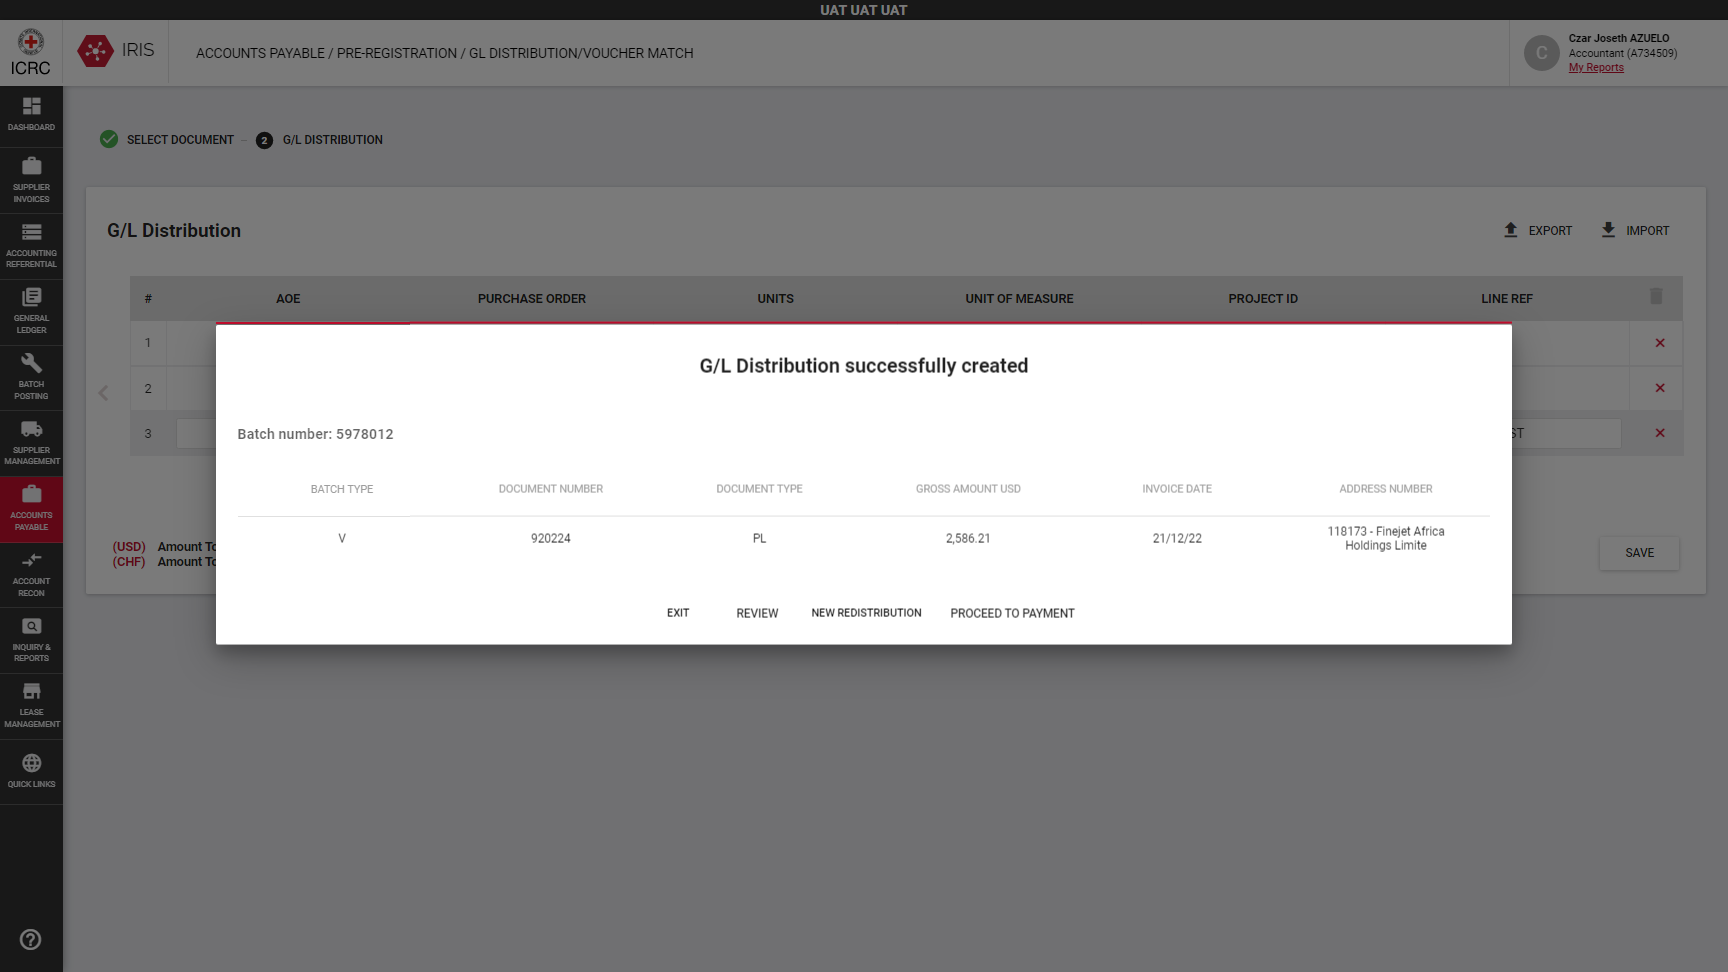 UAT UAT UAT
ICRC
IRIS
ACCOUNTS PAYABLE / PRE-REGISTRATION / GL DISTRIBUTION/VOUCHER MATCH
C
Czar Joseth AZUELO
Accountant (A734509)
My Reports
DASHBOARD
SUPPLIER
INVOICES
ACCOUNTING
REFERENTIAL
GENERAL
LEDGER
BATCH
POSTING
SUPPLIER
MANAGEMENT
ACCOUNTS
PAYABLE
ACCOUNT
RECON
INQUIRY &
REPORTS
LEASE
MANAGEMENT
QUICK LINKS
SELECT DOCUMENT
2 G/L DISTRIBUTION
G/L Distribution
EXPORT
IMPORT
# AOE PURCHASE ORDER UNITS UNIT OF MEASURE PROJECT ID LINE REF
1
2
3 ST
(USD) Amount To
(CHF) Amount To
SAVE
G/L Distribution successfully created
Batch number: 5978012
BATCH TYPE DOCUMENT NUMBER DOCUMENT TYPE GROSS AMOUNT USD INVOICE DATE ADDRESS NUMBER
V 920224 PL 2,586.21 21/12/22 118173 - Finejet Africa
Holdings Limite
EXIT REVIEW NEW REDISTRIBUTION PROCEED TO PAYMENT